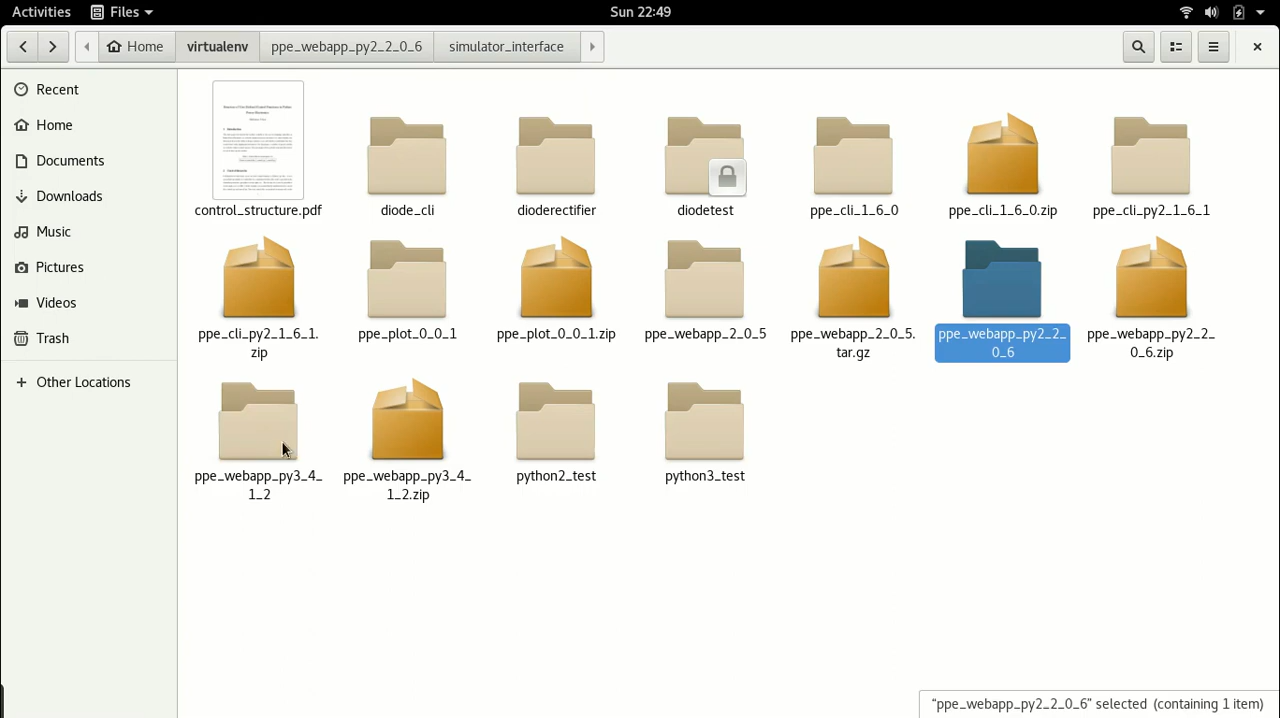 Activities
Files
Sun 22:49
Home
virtualenv
ppe_webapp_py2_2_0_6
simulator_interface
Recent
Home
Documents
Downloads
Music
Pictures
Videos
Trash
Other Locations
control_structure.pdf
diode_cli
dioderectifier
diodetest
ppe_cli_1_6_0
ppe_cli_1_6_0.zip
ppe_cli_py2_1_6_1
ppe_cli_py2_1_6_1.
zip
ppe_plot_0_0_1
ppe_plot_0_0_1.zip
ppe_webapp_2_0_5
ppe_webapp_2_0_5.
tar.gz
ppe_webapp_py2_2_
0_6
ppe_webapp_py2_2_
0_6.zip
ppe_webapp_py3_4_
1_2
ppe_webapp_py3_4_
1_2.zip
python2_test
python3_test
“ppe_webapp_py2_2_0_6” selected (containing 1 item)